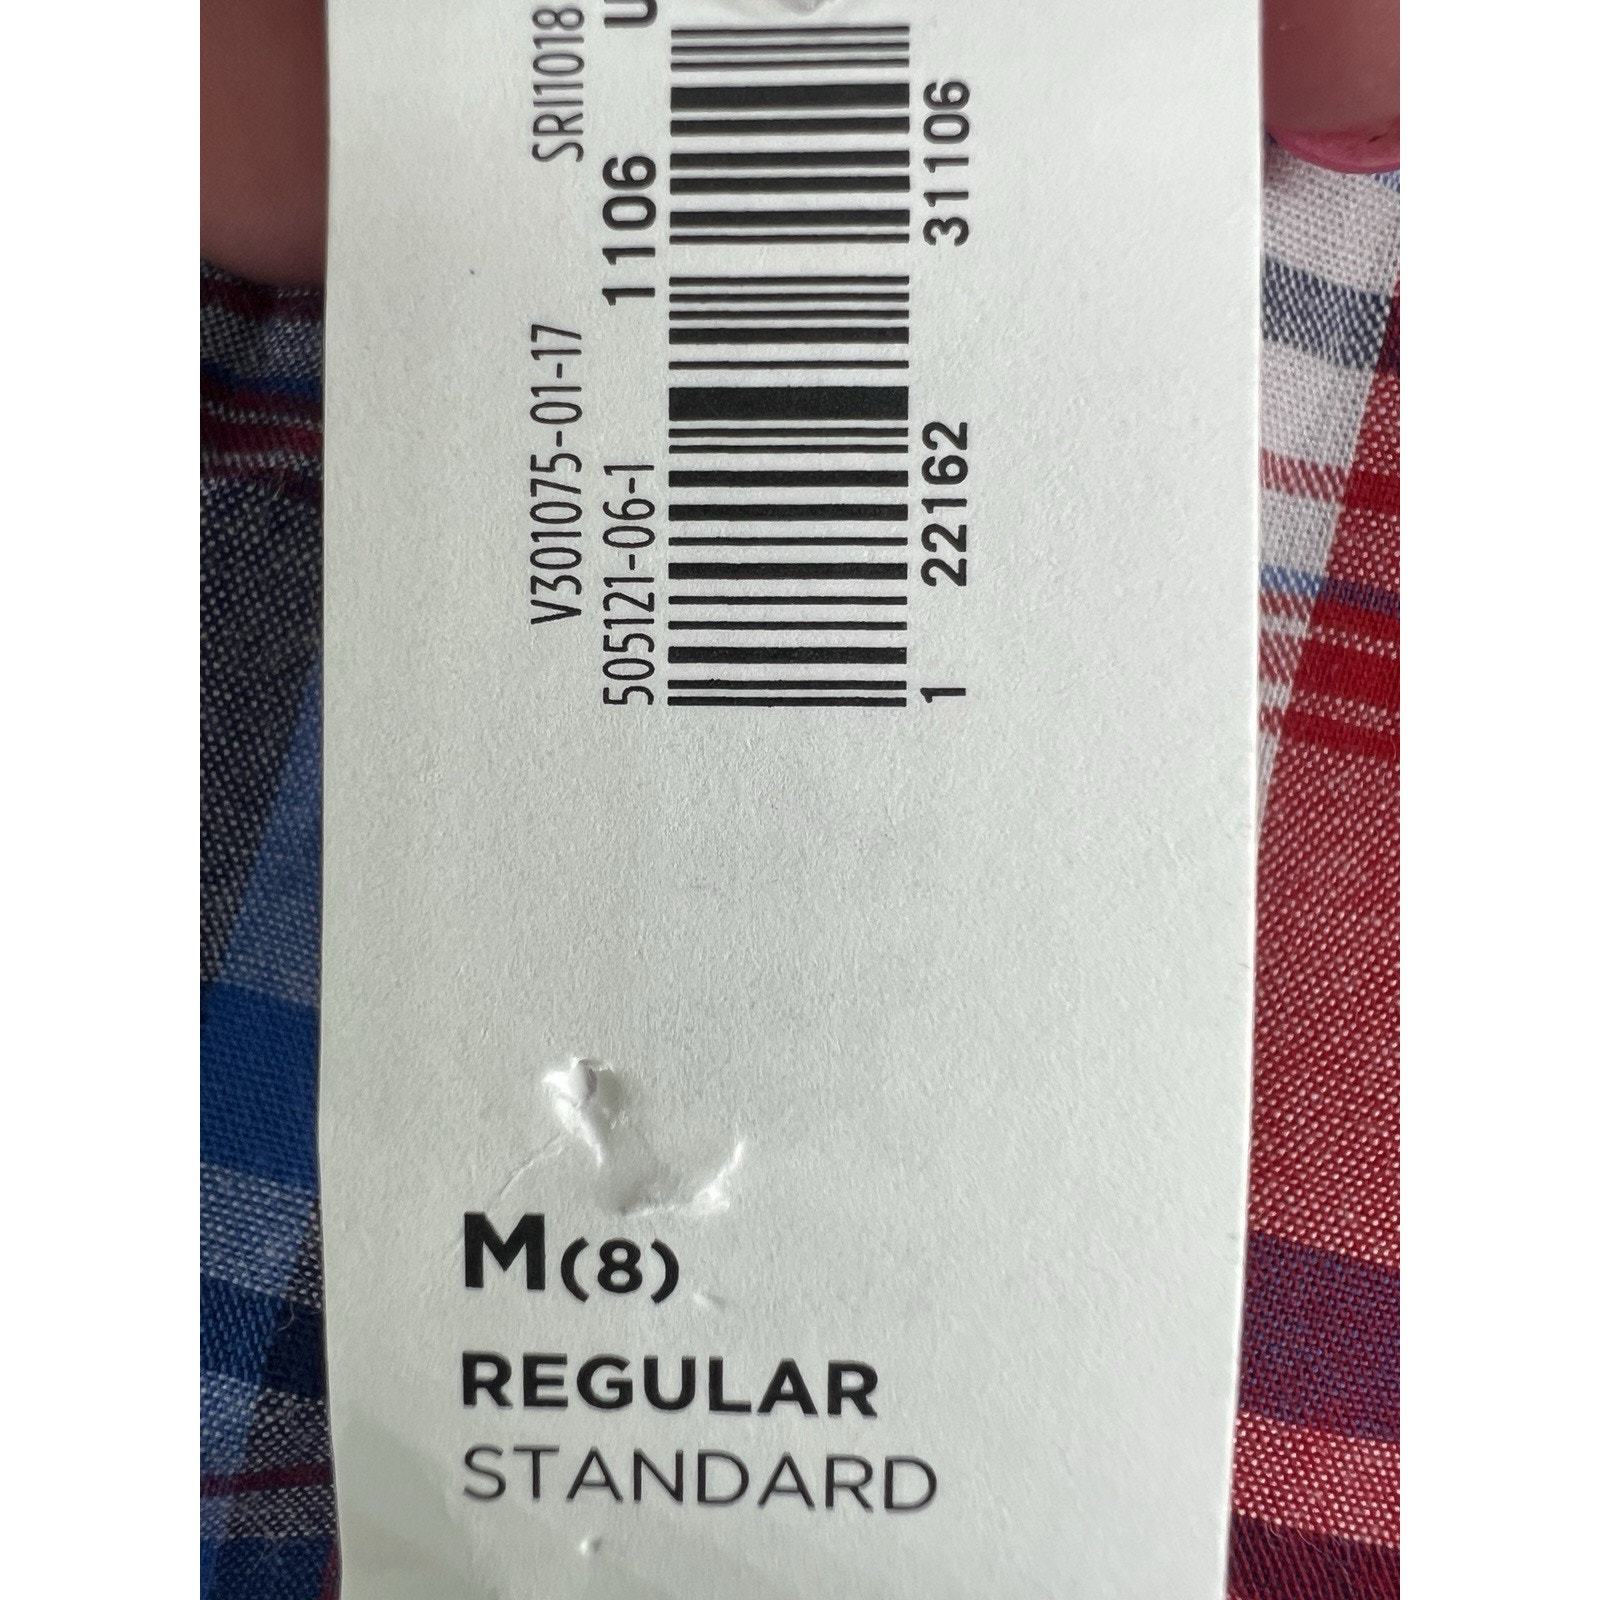 V301075-01-17 SRI1018
505121-06-1 1106 U
1 22162 31106
M (8)
REGULAR
STANDARD